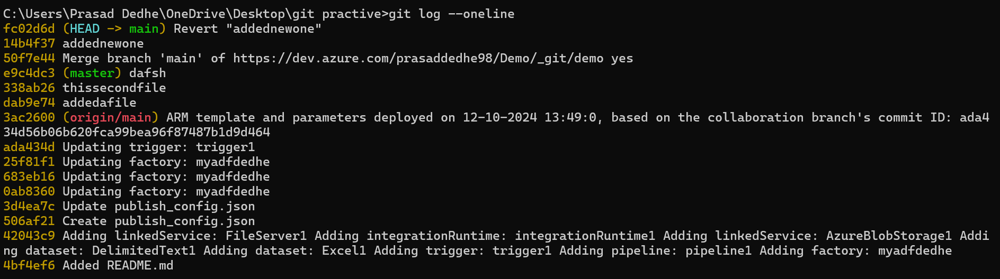 C:\Users\Prasad Dedhe\OneDrive\Desktop\git practive>git log --oneline
fc02d6d (HEAD -> main) Revert "addednewone"
14b4f37 addednewone
50f7e44 Merge branch 'main' of https://dev.azure.com/prasaddedhe98/Demo/_git/demo yes
e9c4dc3 (master) dafsh
338ab26 thissecondfile
dab9e74 addedafile
3ac2600 (origin/main) ARM template and parameters deployed on 12-10-2024 13:49:0, based on the collaboration branch's commit ID: ada4
34d56b06b620fca99bea96f87487b1d9d464
ada434d Updating trigger: trigger1
25f81f1 Updating factory: myadfdedhe
683eb16 Updating factory: myadfdedhe
0ab8360 Updating factory: myadfdedhe
3d4ea7c Update publish_config.json
506af21 Create publish_config.json
42043c9 Adding linkedService: FileServer1 Adding integrationRuntime: integrationRuntime1 Adding linkedService: AzureBlobStorage1 Addi
ng dataset: DelimitedText1 Adding dataset: Excel1 Adding trigger: trigger1 Adding pipeline: pipeline1 Adding factory: myadfdedhe
4bf4ef6 Added README.md